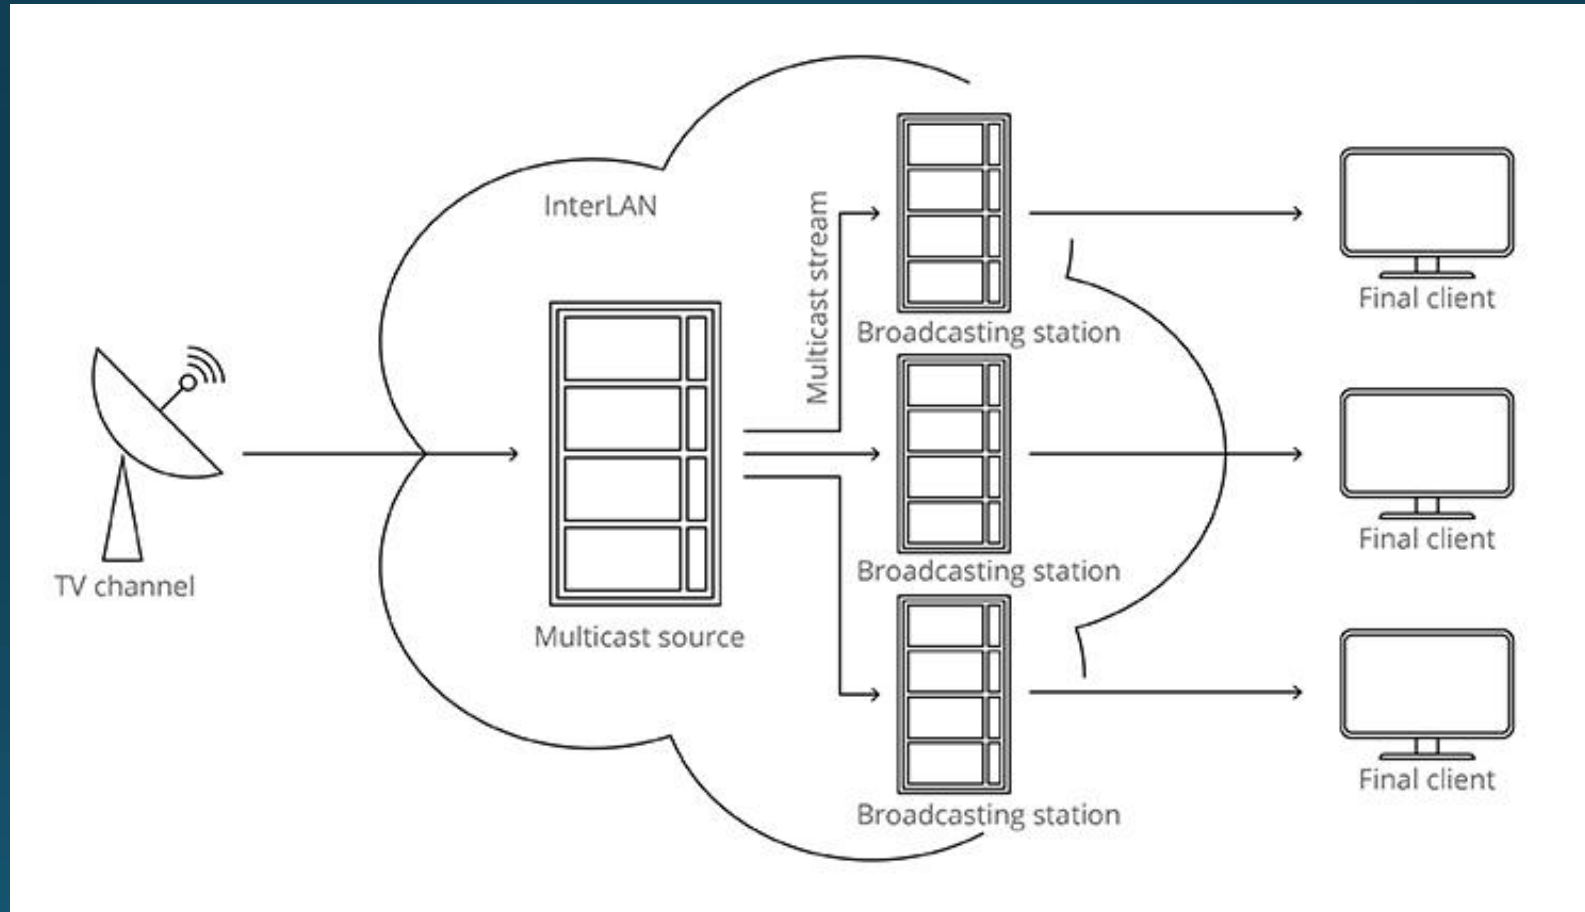 InterLAN
Multicast stream
TV channel
Multicast source
Broadcasting station
Final client
Broadcasting station
Final client
Broadcasting station
Final client